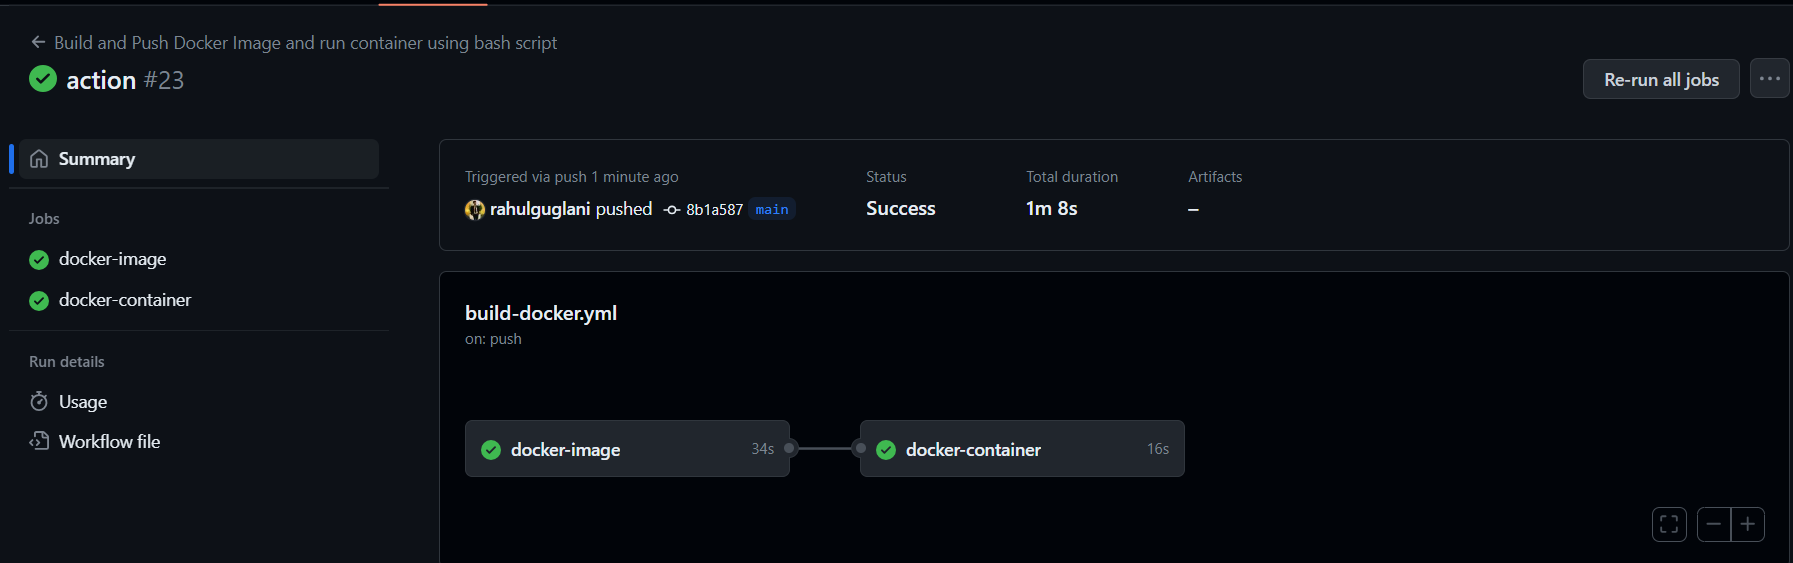 Build and Push Docker Image and run container using bash script
action #23
Re-run all jobs
Summary
Jobs
docker-image
docker-container
Run details
Usage
Workflow file
Triggered via push 1 minute ago
rahulguglani pushed 8b1a587 main
Status
Success
Total duration
1m 8s
Artifacts
–
build-docker.yml
on: push
docker-image 34s
docker-container 16s